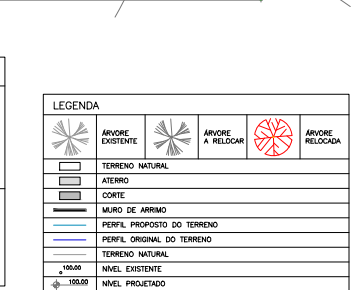 LEGENDA
ÁRVORE EXISTENTE
ÁRVORE A RELOCAR
ÁRVORE RELOCADA
TERRENO NATURAL
ATERRO
CORTE
MURO DE ARRIMO
PERFIL PROPOSTO DO TERRENO
PERFIL ORIGINAL DO TERRENO
TERRENO NATURAL
100.00 NÍVEL EXISTENTE
100.00 NÍVEL PROJETADO